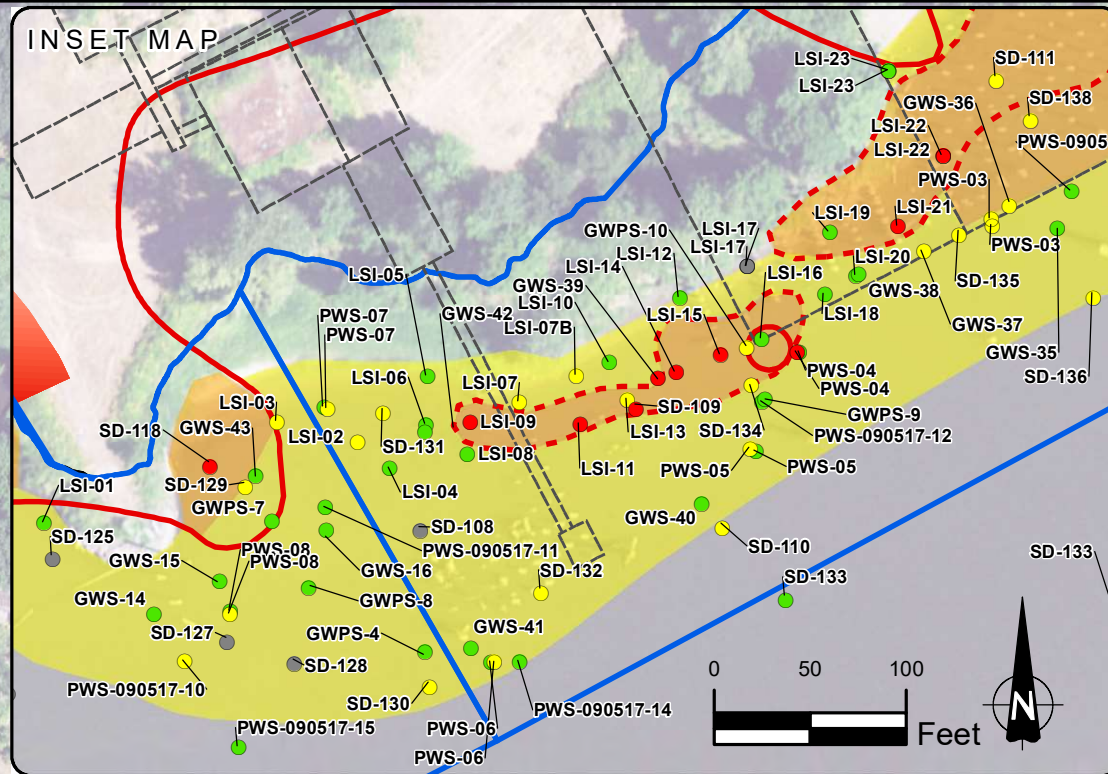 INSET MAP
LSI-23
LSI-23
SD-111
GWS-36
SD-138
LSI-22
LSI-22
PWS-0905
PWS-03
LSI-21
LSI-19
PWS-03
GWPS-10
LSI-17
LSI-17
LSI-12
LSI-16
LSI-20
SD-135
LSI-14
GWS-38
LSI-05
GWS-39
LSI-10
LSI-18
GWS-37
PWS-07
PWS-07
GWS-42
LSI-07B
LSI-15
GWS-35
SD-136
PWS-04
PWS-04
LSI-06
LSI-07
LSI-03
SD-109
GWPS-9
SD-118
GWS-43
LSI-02
LSI-09
LSI-13
SD-134
PWS-090517-12
SD-131
LSI-08
LSI-11
PWS-05
PWS-05
LSI-01
SD-129
LSI-04
GWPS-7
GWS-40
SD-125
SD-108
SD-110
PWS-08
PWS-08
PWS-090517-11
SD-133
GWS-15
GWS-16
SD-132
SD-133
GWS-14
GWPS-8
SD-127
GWPS-4
GWS-41
SD-128
PWS-090517-10
SD-130
PWS-090517-14
PWS-090517-15
PWS-06
PWS-06
0 50 100
Feet
N